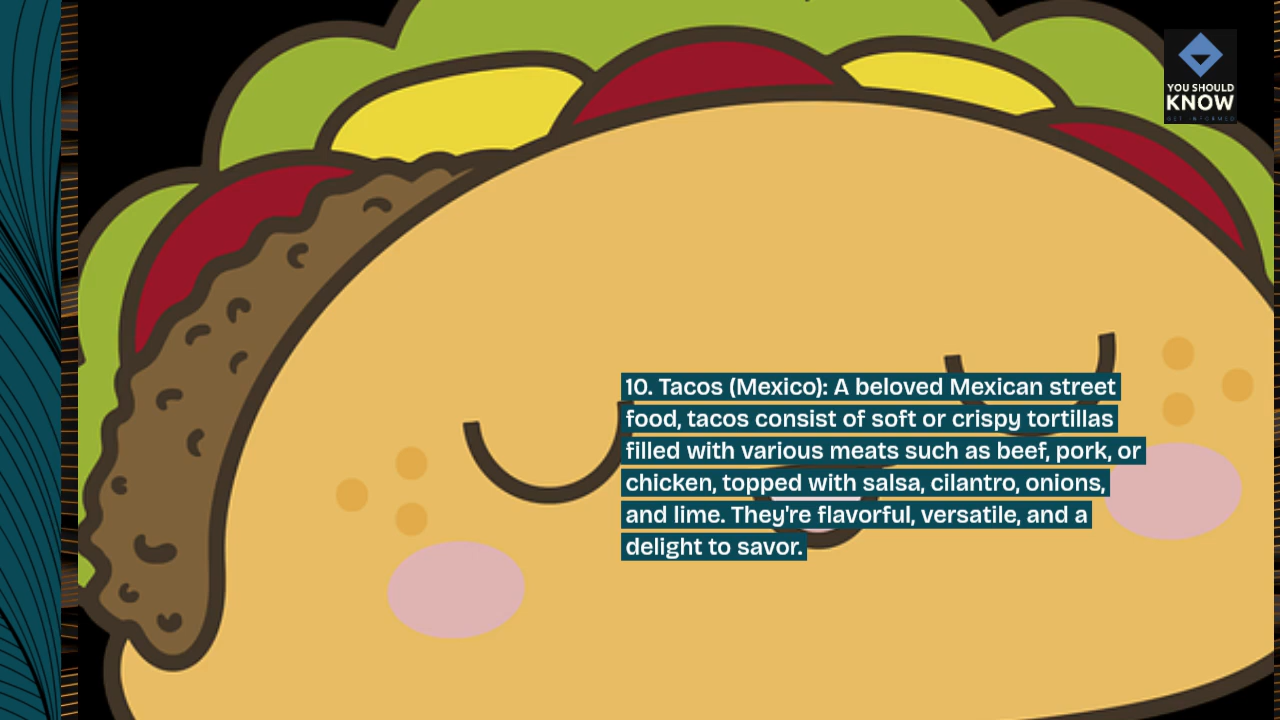 YOU SHOULD
KNOW
GET INFORMED
10. Tacos (Mexico): A beloved Mexican street
food, tacos consist of soft or crispy tortillas
filled with various meats such as beef, pork, or
chicken, topped with salsa, cilantro, onions,
and lime. They're flavorful, versatile, and a
delight to savor.